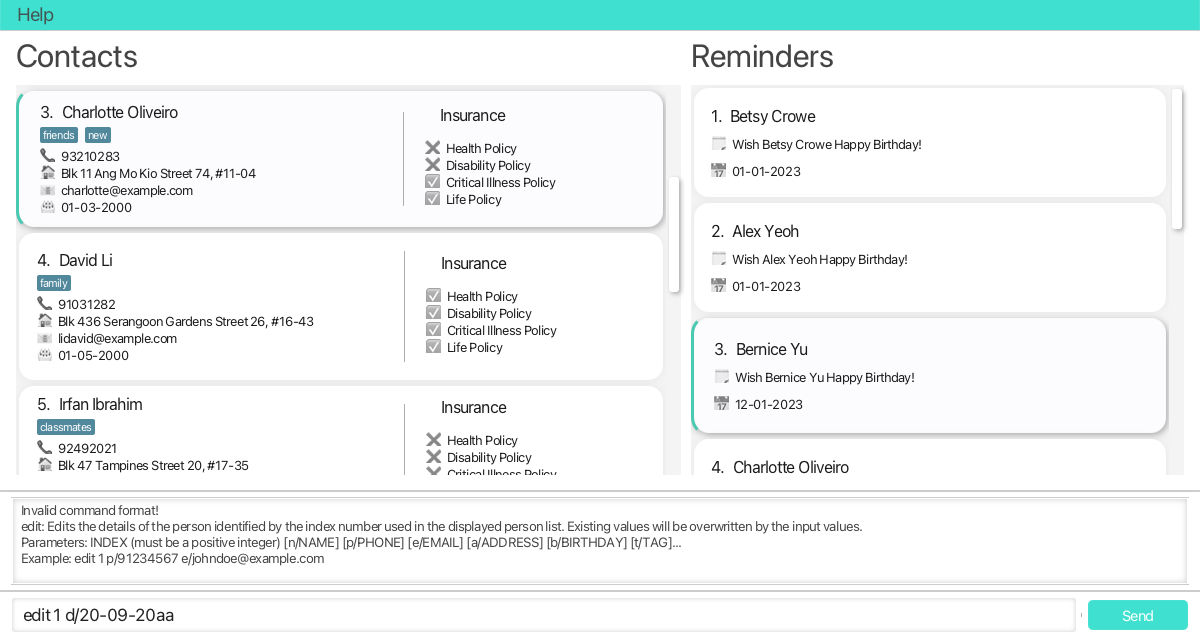 Help
Contacts
3. Charlotte Oliveiro
friends new
93210283
Blk 11 Ang Mo Kio Street 74, #11-04
charlotte@example.com
01-03-2000
Insurance
Health Policy
Disability Policy
Critical Illness Policy
Life Policy
4. David Li
family
91031282
Blk 436 Serangoon Gardens Street 26, #16-43
lidavid@example.com
01-05-2000
Insurance
Health Policy
Disability Policy
Critical Illness Policy
Life Policy
5. Irfan Ibrahim
classmates
92492021
Blk 47 Tampines Street 20, #17-35
Insurance
Health Policy
Disability Policy
Critical Illness Policy
Reminders
1. Betsy Crowe
Wish Betsy Crowe Happy Birthday!
01-01-2023
2. Alex Yeoh
Wish Alex Yeoh Happy Birthday!
01-01-2023
3. Bernice Yu
Wish Bernice Yu Happy Birthday!
12-01-2023
4. Charlotte Oliveiro
Invalid command format!
edit: Edits the details of the person identified by the index number used in the displayed person list. Existing values will be overwritten by the input values.
Parameters: INDEX (must be a positive integer) [n/NAME] [p/PHONE] [e/EMAIL] [a/ADDRESS] [b/BIRTHDAY] [t/TAG]...
Example: edit 1 p/91234567 e/johndoe@example.com
edit 1 d/20-09-20aa
Send